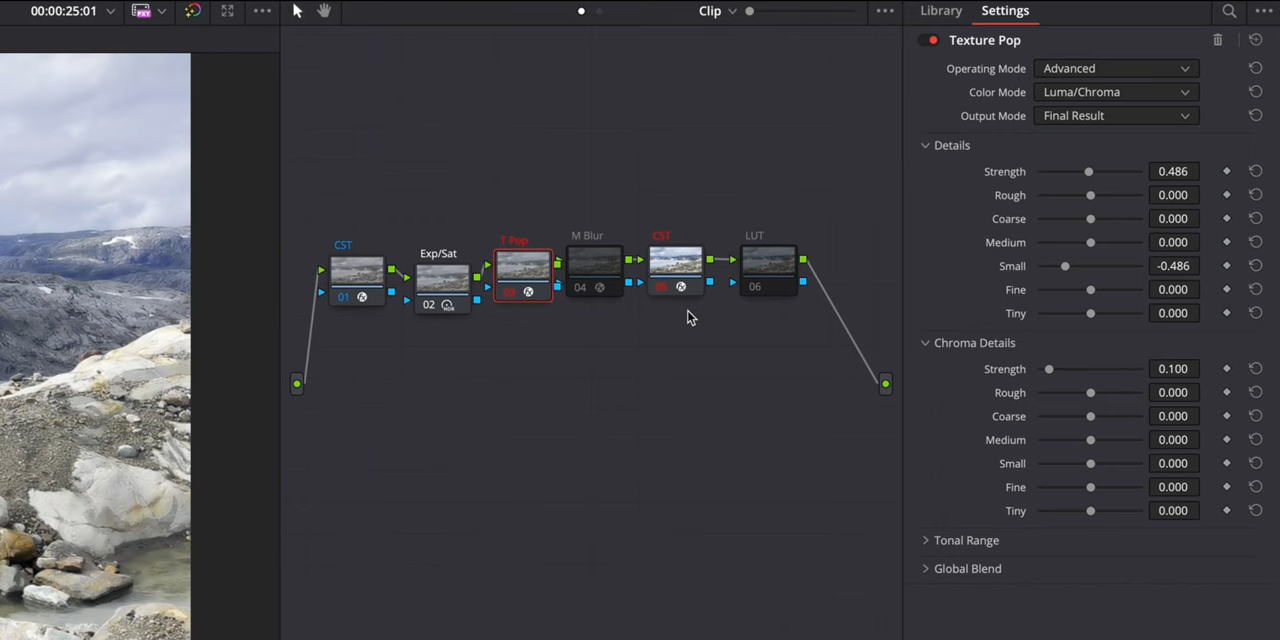 00:00:25:01
PXY
Clip
Library
Settings
Texture Pop
Operating Mode Advanced
Color Mode Luma/Chroma
Output Mode Final Result
Details
Strength 0.486
Rough 0.000
Coarse 0.000
Medium 0.000
Small -0.486
Fine 0.000
Tiny 0.000
Chroma Details
Strength 0.100
Rough 0.000
Coarse 0.000
Medium 0.000
Small 0.000
Fine 0.000
Tiny 0.000
Tonal Range
Global Blend
CST
01
Exp/Sat
02
HDR
T Pop
03
M Blur
04
CST
05
LUT
06